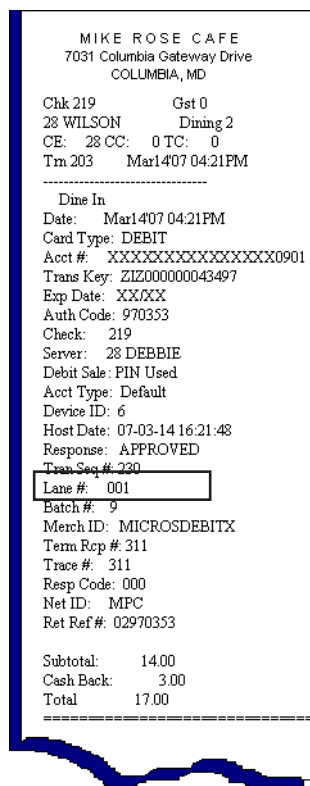 MIKE ROSE CAFE
7031 Columbia Gateway Drive
COLUMBIA, MD
Chk 219 Gst 0
28 WILSON Dining 2
CE: 28 CC: 0 TC: 0
Trn 203 Mar14'07 04:21PM
--------------------------------
Dine In
Date: Mar14'07 04:21PM
Card Type: DEBIT
Acct #: XXXXXXXXXXXXXXX0901
Trans Key: ZIZ000000043497
Exp Date: XX/XX
Auth Code: 970353
Check: 219
Server: 28 DEBBIE
Debit Sale: PIN Used
Acct Type: Default
Device ID: 6
Host Date: 07-03-14 16:21:48
Response: APPROVED
Tran Seq #: 230
Lane #: 001
Batch #: 9
Merch ID: MICROSDEBITX
Term Rcp #: 311
Trace #: 311
Resp Code: 000
Net ID: MPC
Ret Ref #: 02970353
Subtotal: 14.00
Cash Back: 3.00
Total 17.00
================================